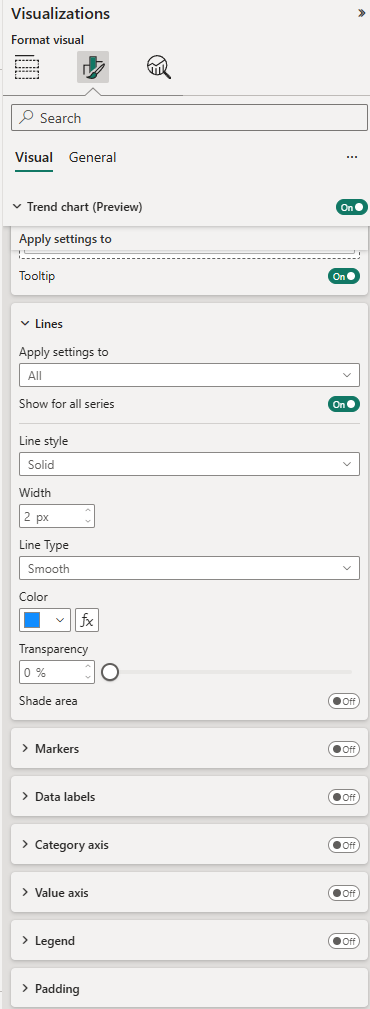 Visualizations
»
Format visual
Search
Visual General ...
Trend chart (Preview) On
Apply settings to
Tooltip On
Lines
Apply settings to
All
Show for all series On
Line style
Solid
Width
2 px
Line Type
Smooth
Color
fx
Transparency
0 %
Shade area Off
Markers Off
Data labels Off
Category axis Off
Value axis Off
Legend Off
Padding